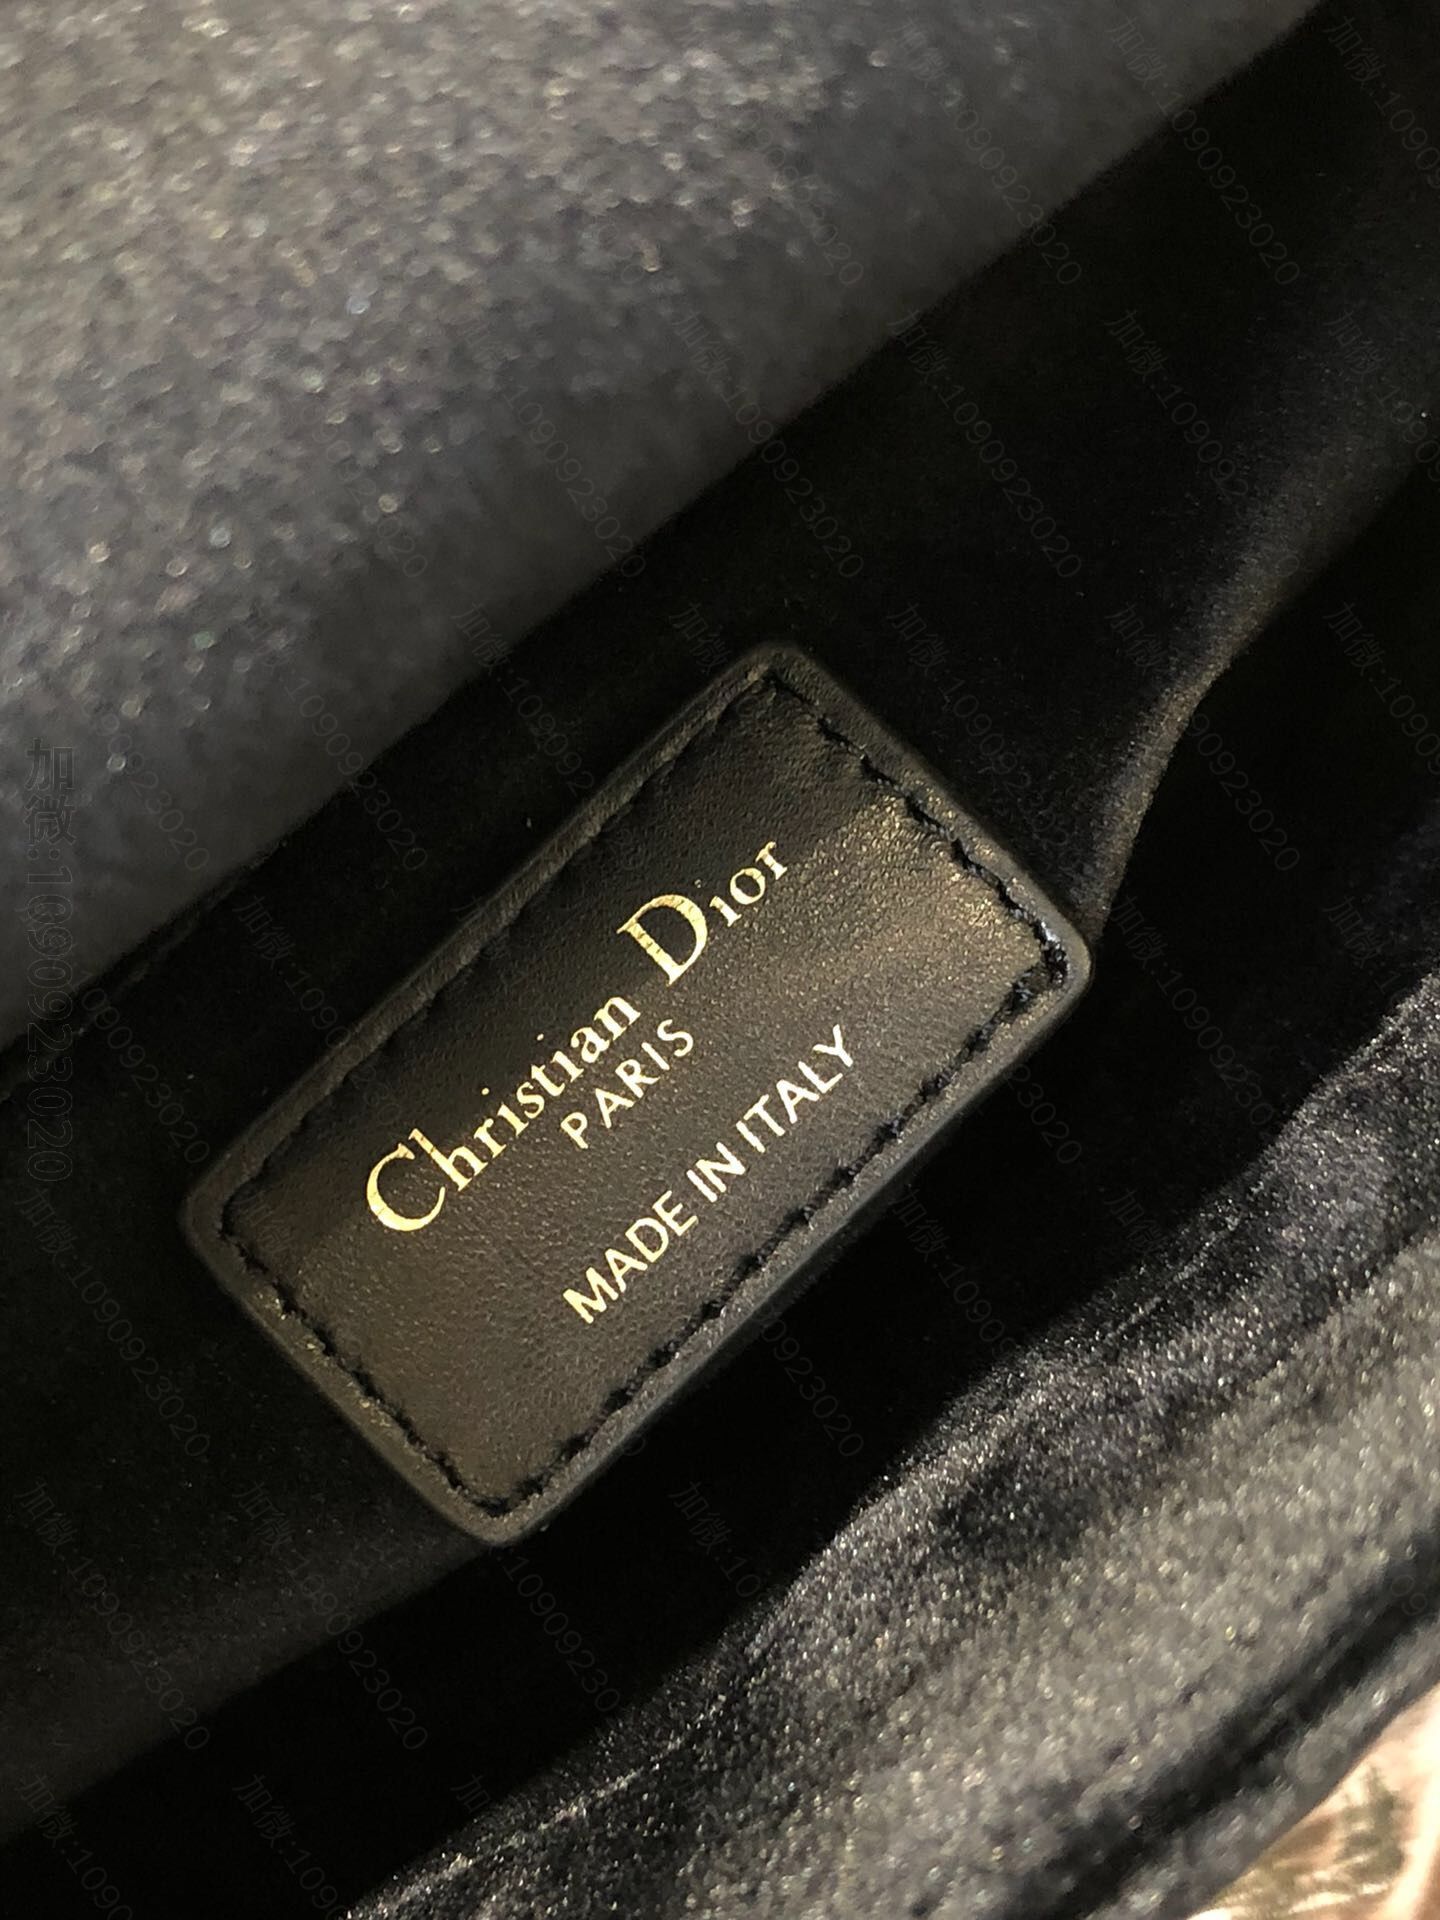 Christian Dior
PARIS
MADE IN ITALY
加微:1090923020